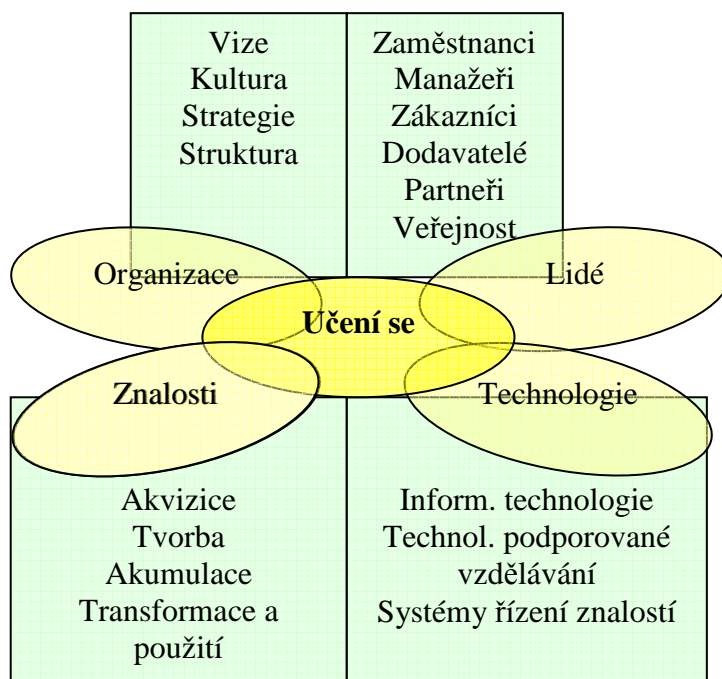 Vize
Kultura
Strategie
Struktura
Zaměstnanci
Manažeři
Zákazníci
Dodavatelé
Partneři
Veřejnost
Organizace
Lidé
Učení se
Znalosti
Technologie
Akvizice
Tvorba
Akumulace
Transformace a
použití
Inform. technologie
Technol. podporované
vzdělávání
Systémy řízení znalostí